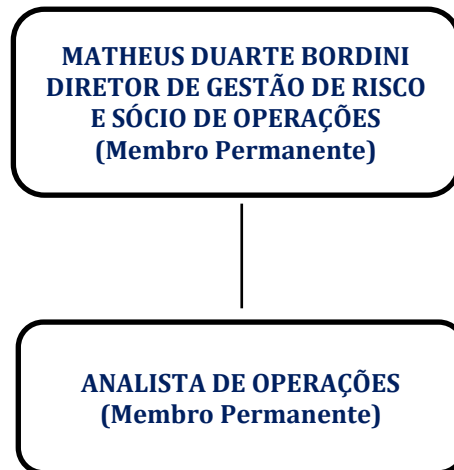 MATHEUS DUARTE BORDINI
DIRETOR DE GESTÃO DE RISCO
E SÓCIO DE OPERAÇÕES
(Membro Permanente)
ANALISTA DE OPERAÇÕES
(Membro Permanente)